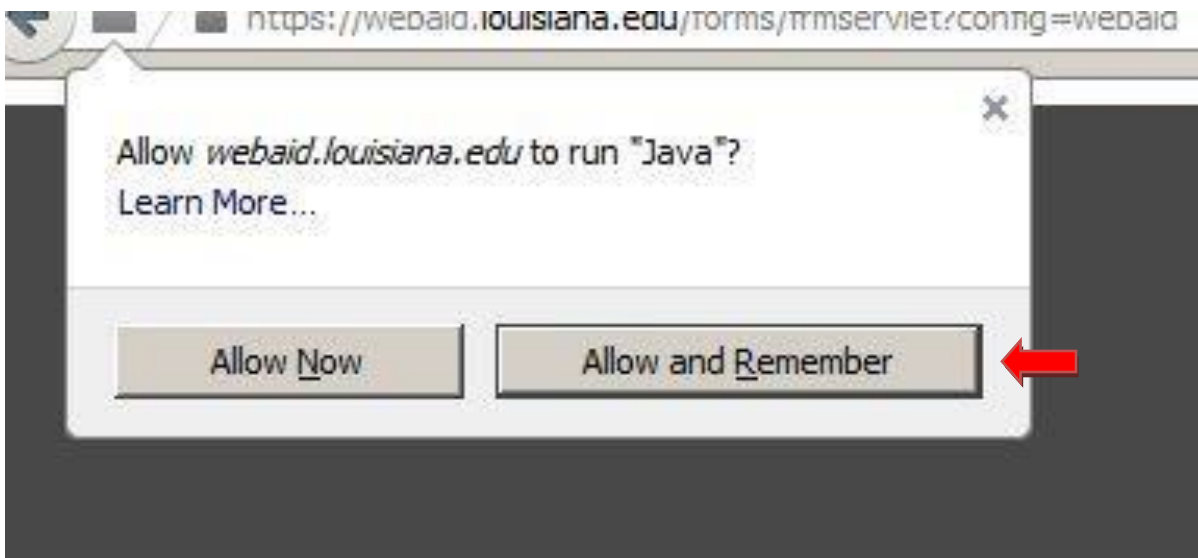 https://webaid.louisiana.edu/forms/frmservlet?config=webaid
Allow webaid.louisiana.edu to run "Java"?
Learn More...
Allow Now
Allow and Remember